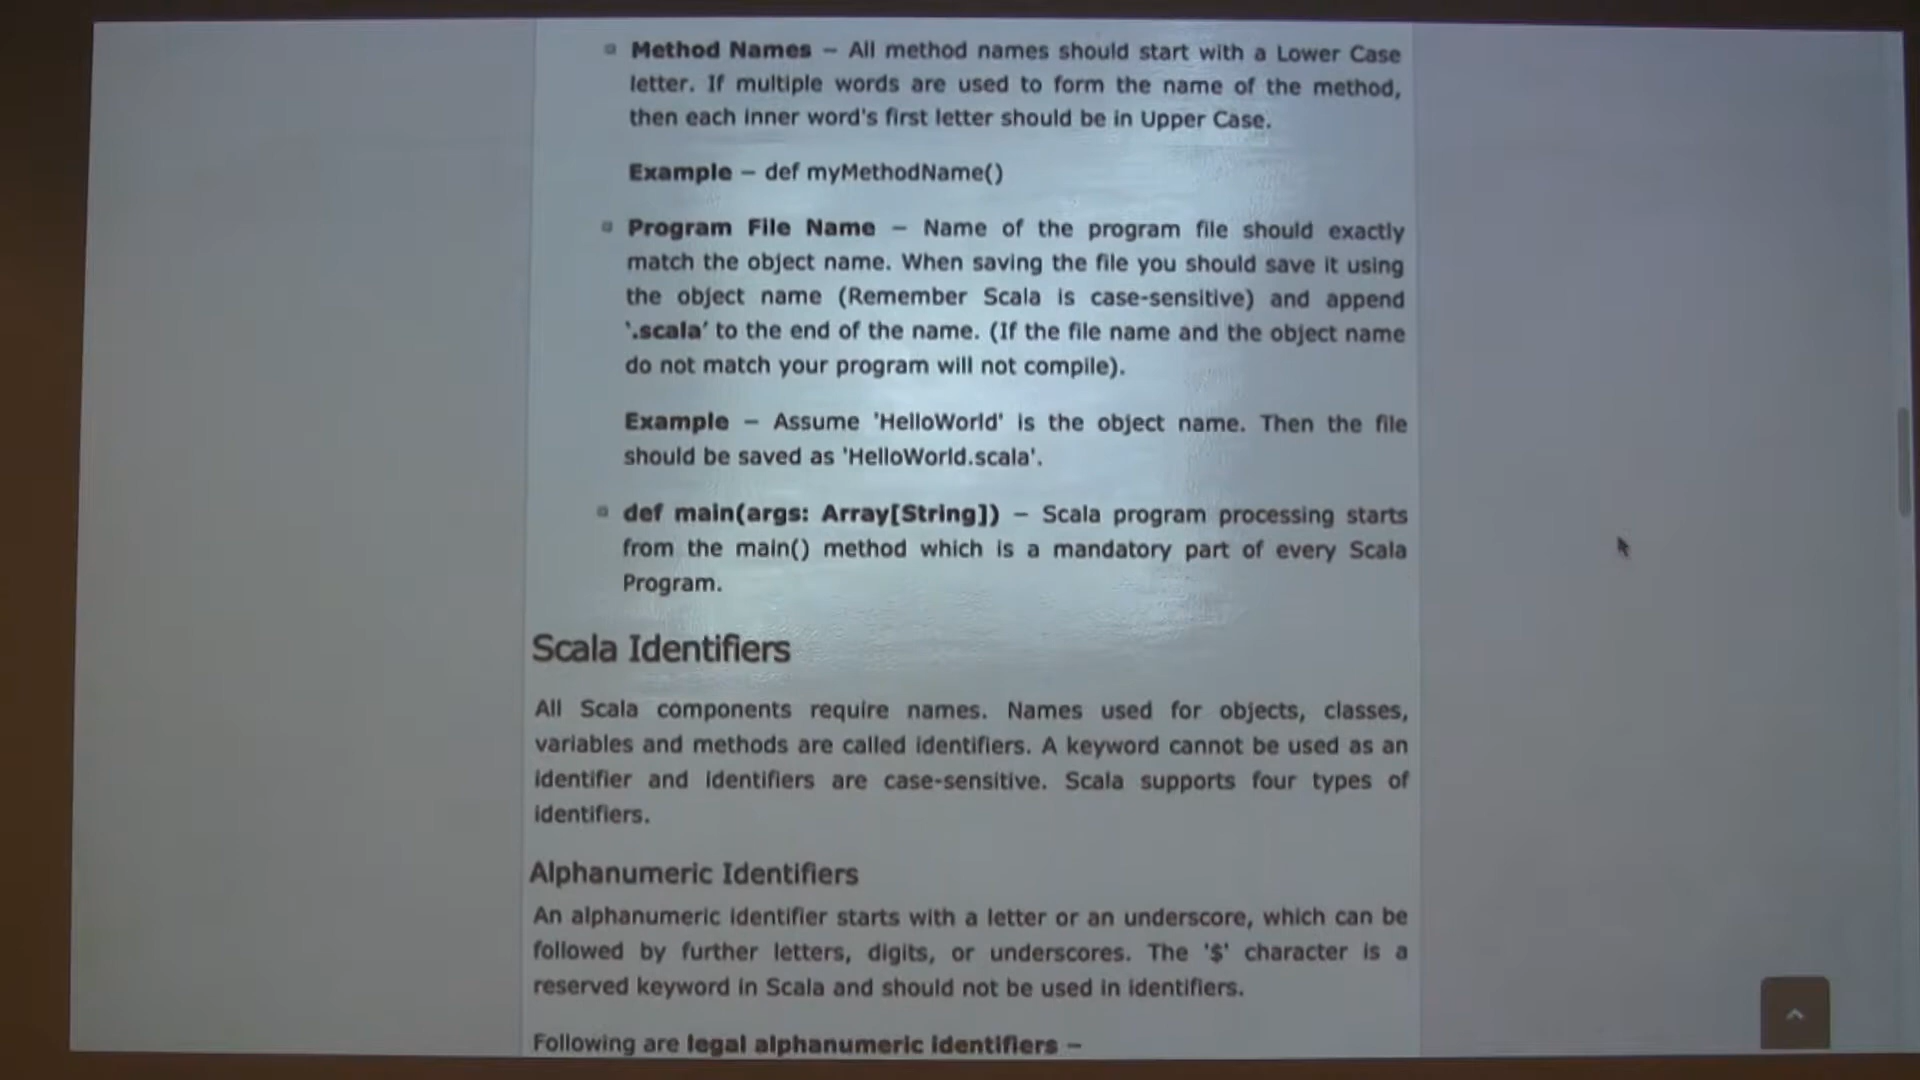 Method Names – All method names should start with a Lower Case
letter. If multiple words are used to form the name of the method,
then each inner word's first letter should be in Upper Case.
Example – def myMethodName()
Program File Name – Name of the program file should exactly
match the object name. When saving the file you should save it using
the object name (Remember Scala is case-sensitive) and append
'.scala' to the end of the name. (If the file name and the object name
do not match your program will not compile).
Example – Assume 'HelloWorld' is the object name. Then the file
should be saved as 'HelloWorld.scala'.
def main(args: Array[String]) – Scala program processing starts
from the main() method which is a mandatory part of every Scala
Program.
Scala Identifiers
All Scala components require names. Names used for objects, classes,
variables and methods are called identifiers. A keyword cannot be used as an
identifier and identifiers are case-sensitive. Scala supports four types of
identifiers.
Alphanumeric Identifiers
An alphanumeric identifier starts with a letter or an underscore, which can be
followed by further letters, digits, or underscores. The '$' character is a
reserved keyword in Scala and should not be used in identifiers.
Following are legal alphanumeric identifiers –